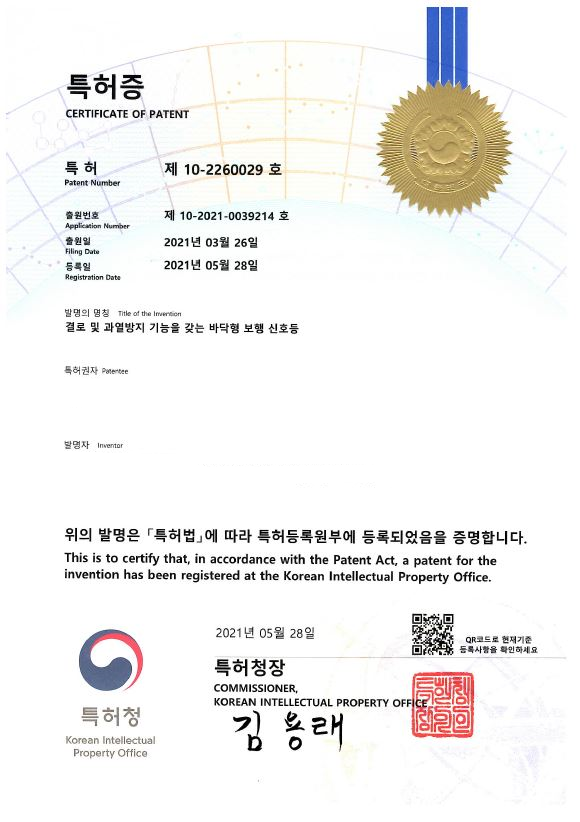 특허증
CERTIFICATE OF PATENT
특 허
Patent Number
제 10-2260029 호
출원번호
Application Number
제 10-2021-0039214 호
출원일
Filing Date
2021년 03월 26일
등록일
Registration Date
2021년 05월 28일
발명의 명칭 Title of the Invention
결로 및 과열방지 기능을 갖는 바닥형 보행 신호등
특허권자 Patentee
발명자 Inventor
위의 발명은 「특허법」에 따라 특허등록원부에 등록되었음을 증명합니다.
This is to certify that, in accordance with the Patent Act, a patent for the
invention has been registered at the Korean Intellectual Property Office.
2021년 05월 28일
QR코드로 현재기준
등록사항을 확인하세요
특허청장
COMMISSIONER,
KOREAN INTELLECTUAL PROPERTY OFFICE
김용래
특허청
Korean Intellectual
Property Office